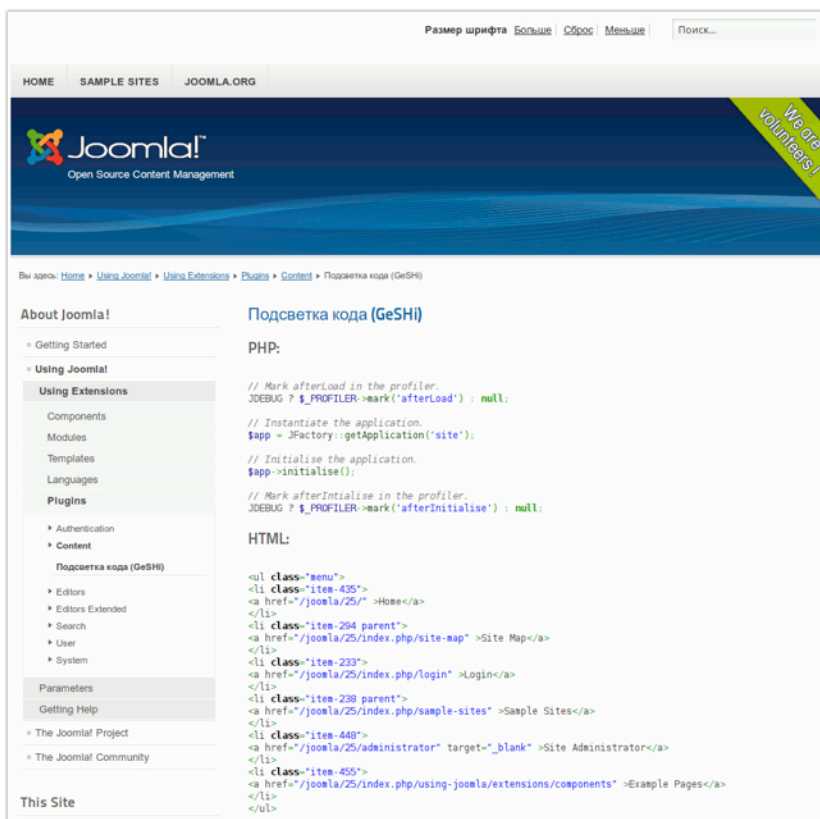 Размер шрифта Больше Сброс Меньше Поиск...
HOME SAMPLE SITES JOOMLA.ORG
We are volunteers!
Joomla!™
Open Source Content Management
Вы здесь: Home ▸ Using Joomla! ▸ Using Extensions ▸ Plugins ▸ Content ▸ Подсветка кода (GeSHi)
About Joomla!
Getting Started
Using Joomla!
Using Extensions
Components
Modules
Templates
Languages
Plugins
Authentication
Content
Подсветка кода (GeSHi)
Editors
Editors Extended
Search
User
System
Parameters
Getting Help
The Joomla! Project
The Joomla! Community
This Site
Подсветка кода (GeSHi)
PHP:
// Mark afterLoad in the profiler.
JDEBUG ? $_PROFILER->mark('afterLoad') : null;
// Instantiate the application.
$app = JFactory::getApplication('site');
// Initialise the application.
$app->initialise();
// Mark afterIntialise in the profiler.
JDEBUG ? $_PROFILER->mark('afterInitialise') : null;
HTML:
<ul class="menu">
<li class="item-435">
<a href="/joomla/25/" >Home</a>
</li>
<li class="item-294 parent">
<a href="/joomla/25/index.php/site-map" >Site Map</a>
</li>
<li class="item-233">
<a href="/joomla/25/index.php/login" >Login</a>
</li>
<li class="item-238 parent">
<a href="/joomla/25/index.php/sample-sites" >Sample Sites</a>
</li>
<li class="item-448">
<a href="/joomla/25/administrator" target="_blank" >Site Administrator</a>
</li>
<li class="item-455">
<a href="/joomla/25/index.php/using-joomla/extensions/components" >Example Pages</a>
</li>
</ul>